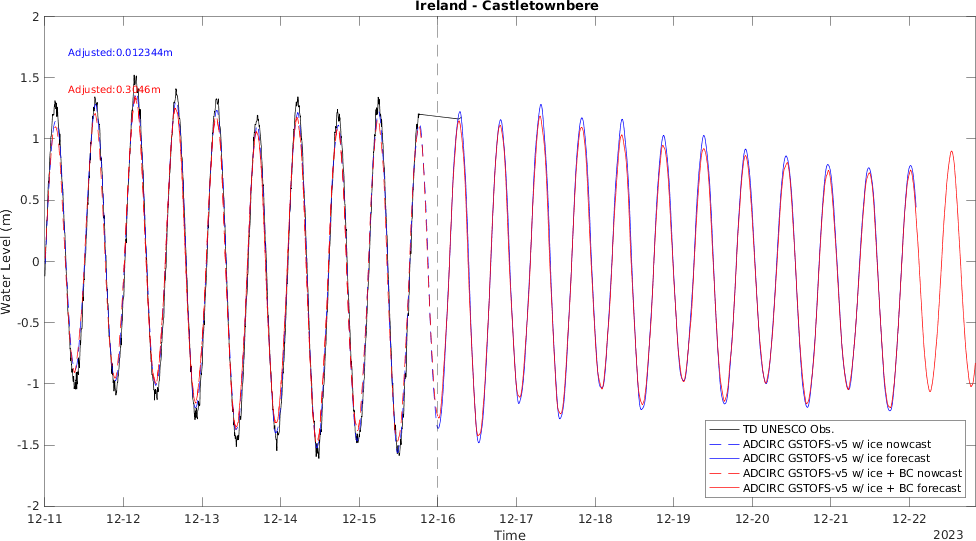 Ireland - Castletownbere
Adjusted:0.012344m
Adjusted:0.3046m
Water Level (m)
2
1.5
1
0.5
0
-0.5
-1
-1.5
-2
TD UNESCO Obs.
ADCIRC GSTOFS-v5 w/ ice nowcast
ADCIRC GSTOFS-v5 w/ ice forecast
ADCIRC GSTOFS-v5 w/ ice + BC nowcast
ADCIRC GSTOFS-v5 w/ ice + BC forecast
12-11 12-12 12-13 12-14 12-15 12-16 12-17 12-18 12-19 12-20 12-21 12-22
Time
2023